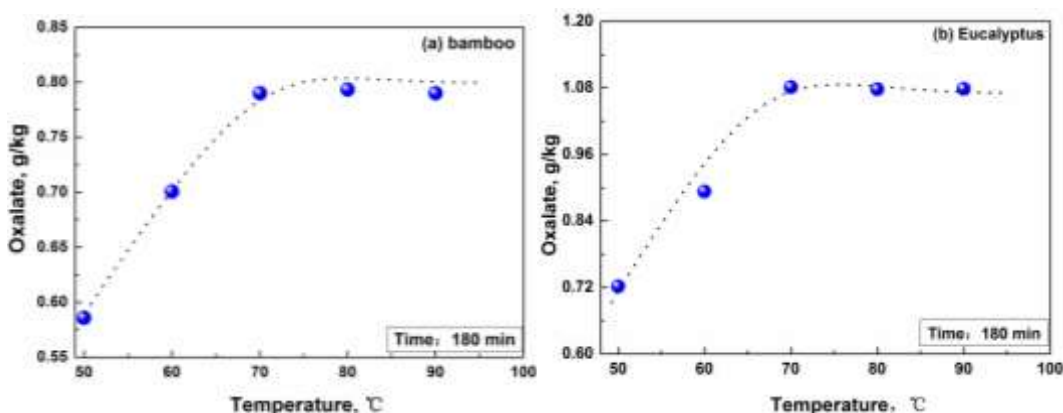 0.85
(a) bamboo
0.80
0.75
0.70
0.65
0.60
0.55
Oxalate, g/kg
Time：180 min
50 60 70 80 90 100
Temperature, ℃
1.20
(b) Eucalyptus
1.08
0.96
0.84
0.72
0.60
Oxalate, g/kg
Time：180 min
50 60 70 80 90 100
Temperature，℃